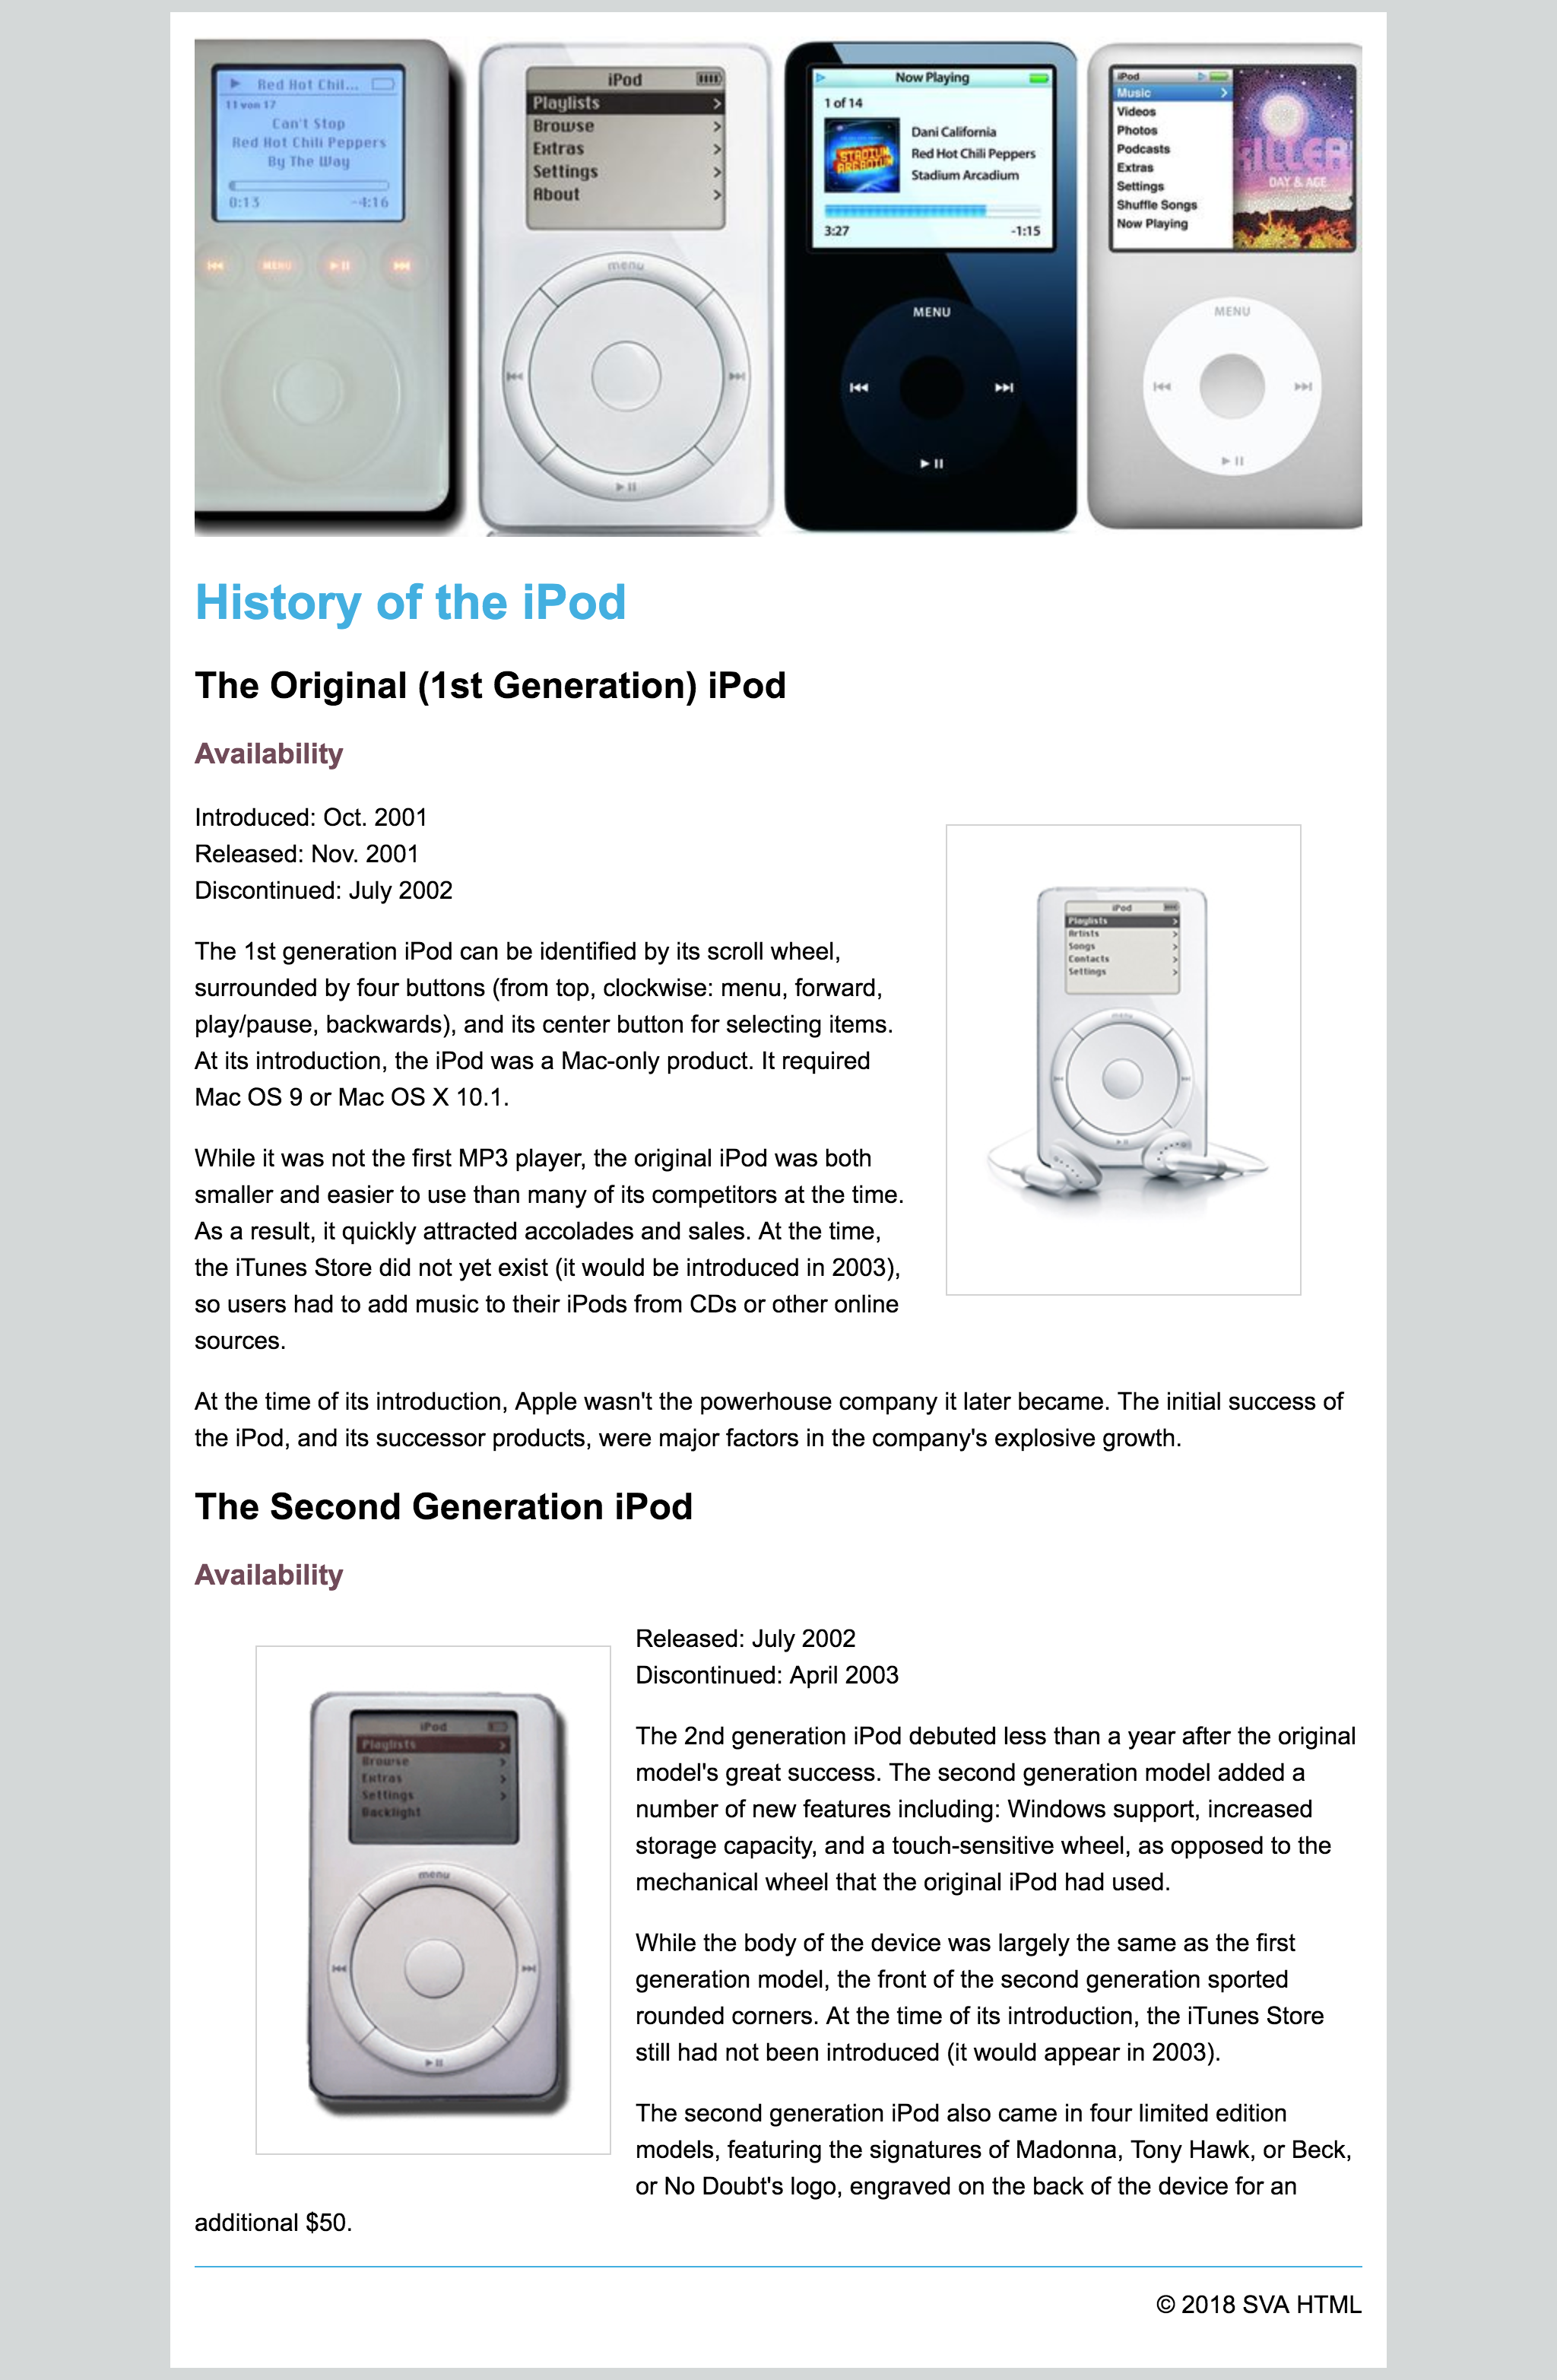 Red Hot Chil...
11 von 17
Can't Stop
Red Hot Chili Peppers
By The Way
0:13 -4:16
MENU
iPod
Playlists
Browse
Extras
Settings
About
menu
Now Playing
1 of 14
STADIUM ARCADIUM
Dani California
Red Hot Chili Peppers
Stadium Arcadium
3:27 -1:15
MENU
iPod
Music
Videos
Photos
Podcasts
Extras
Settings
Shuffle Songs
Now Playing
KILLER
DAY & AGE
MENU
History of the iPod
The Original (1st Generation) iPod
Availability
Introduced: Oct. 2001
Released: Nov. 2001
Discontinued: July 2002
The 1st generation iPod can be identified by its scroll wheel,
surrounded by four buttons (from top, clockwise: menu, forward,
play/pause, backwards), and its center button for selecting items.
At its introduction, the iPod was a Mac-only product. It required
Mac OS 9 or Mac OS X 10.1.
While it was not the first MP3 player, the original iPod was both
smaller and easier to use than many of its competitors at the time.
As a result, it quickly attracted accolades and sales. At the time,
the iTunes Store did not yet exist (it would be introduced in 2003),
so users had to add music to their iPods from CDs or other online
sources.
iPod
Playlists
Artists
Songs
Contacts
Settings
menu
At the time of its introduction, Apple wasn't the powerhouse company it later became. The initial success of
the iPod, and its successor products, were major factors in the company's explosive growth.
The Second Generation iPod
Availability
iPod
Playlists
Browse
Extras
Settings
Backlight
menu
Released: July 2002
Discontinued: April 2003
The 2nd generation iPod debuted less than a year after the original
model's great success. The second generation model added a
number of new features including: Windows support, increased
storage capacity, and a touch-sensitive wheel, as opposed to the
mechanical wheel that the original iPod had used.
While the body of the device was largely the same as the first
generation model, the front of the second generation sported
rounded corners. At the time of its introduction, the iTunes Store
still had not been introduced (it would appear in 2003).
The second generation iPod also came in four limited edition
models, featuring the signatures of Madonna, Tony Hawk, or Beck,
or No Doubt's logo, engraved on the back of the device for an
additional $50.
© 2018 SVA HTML